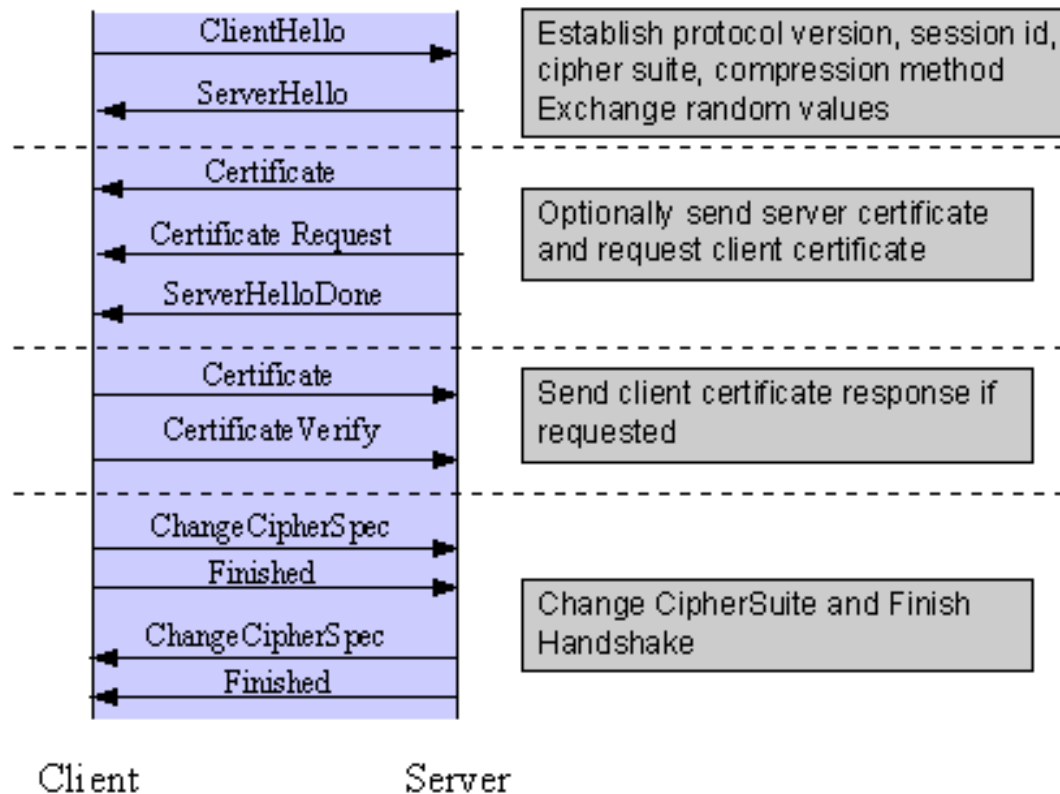 ClientHello
ServerHello
Establish protocol version, session id,
cipher suite, compression method
Exchange random values
Certificate
Certificate Request
ServerHelloDone
Optionally send server certificate
and request client certificate
Certificate
CertificateVerify
Send client certificate response if
requested
ChangeCipherSpec
Finished
ChangeCipherSpec
Finished
Change CipherSuite and Finish
Handshake
Client
Server